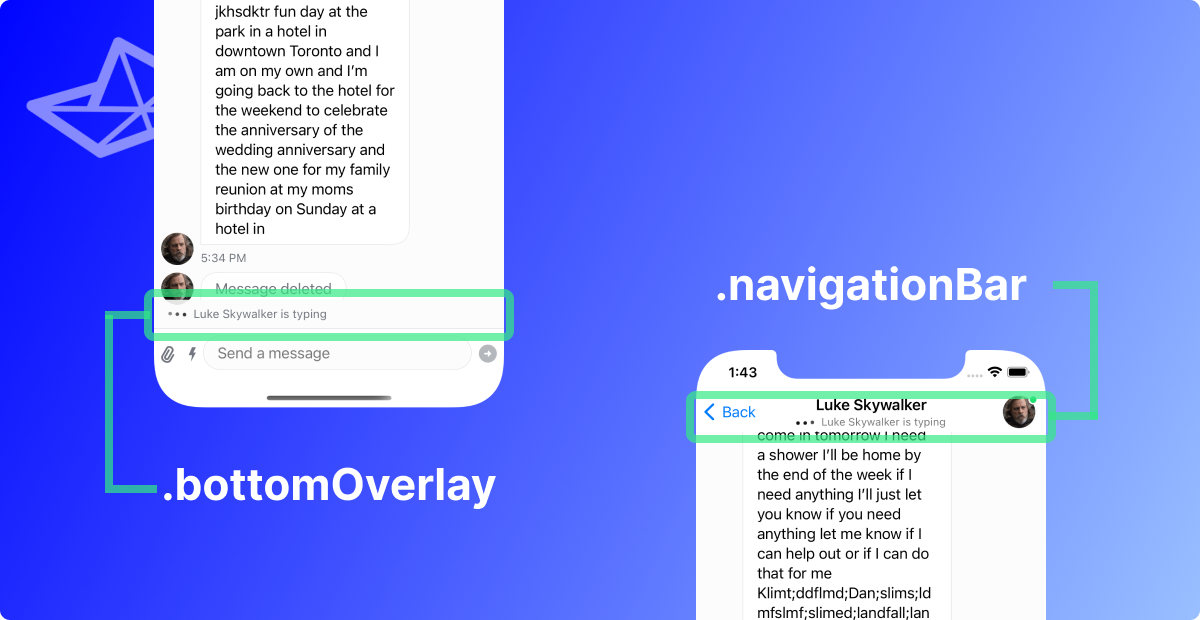 jkhsdktr fun day at the
park in a hotel in
downtown Toronto and I
am on my own and I’m
going back to the hotel for
the weekend to celebrate
the anniversary of the
wedding anniversary and
the new one for my family
reunion at my moms
birthday on Sunday at a
hotel in
5:34 PM
Message deleted
Luke Skywalker is typing
Send a message
.bottomOverlay
.navigationBar
1:43
Back
Luke Skywalker
Luke Skywalker is typing
come in tomorrow I need
a shower I’ll be home by
the end of the week if I
need anything I’ll just let
you know if you need
anything let me know if I
can help out or if I can do
that for me
Klimt;ddflmd;Dan;slims;ld
mfslmf;slimed;landfall;lan